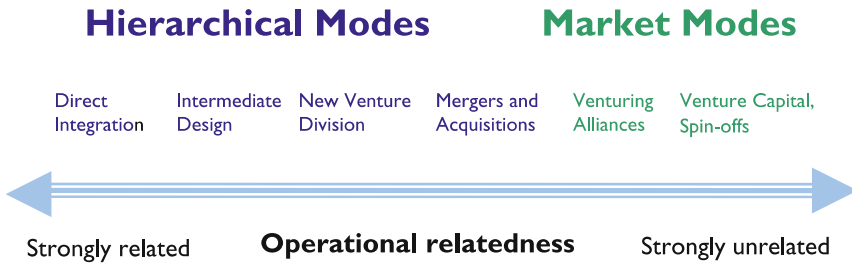 Hierarchical Modes Market Modes
Direct Intermediate New Venture Mergers and Venturing Venture Capital,
Integration Design Division Acquisitions Alliances Spin-offs
Strongly related Operational relatedness Strongly unrelated